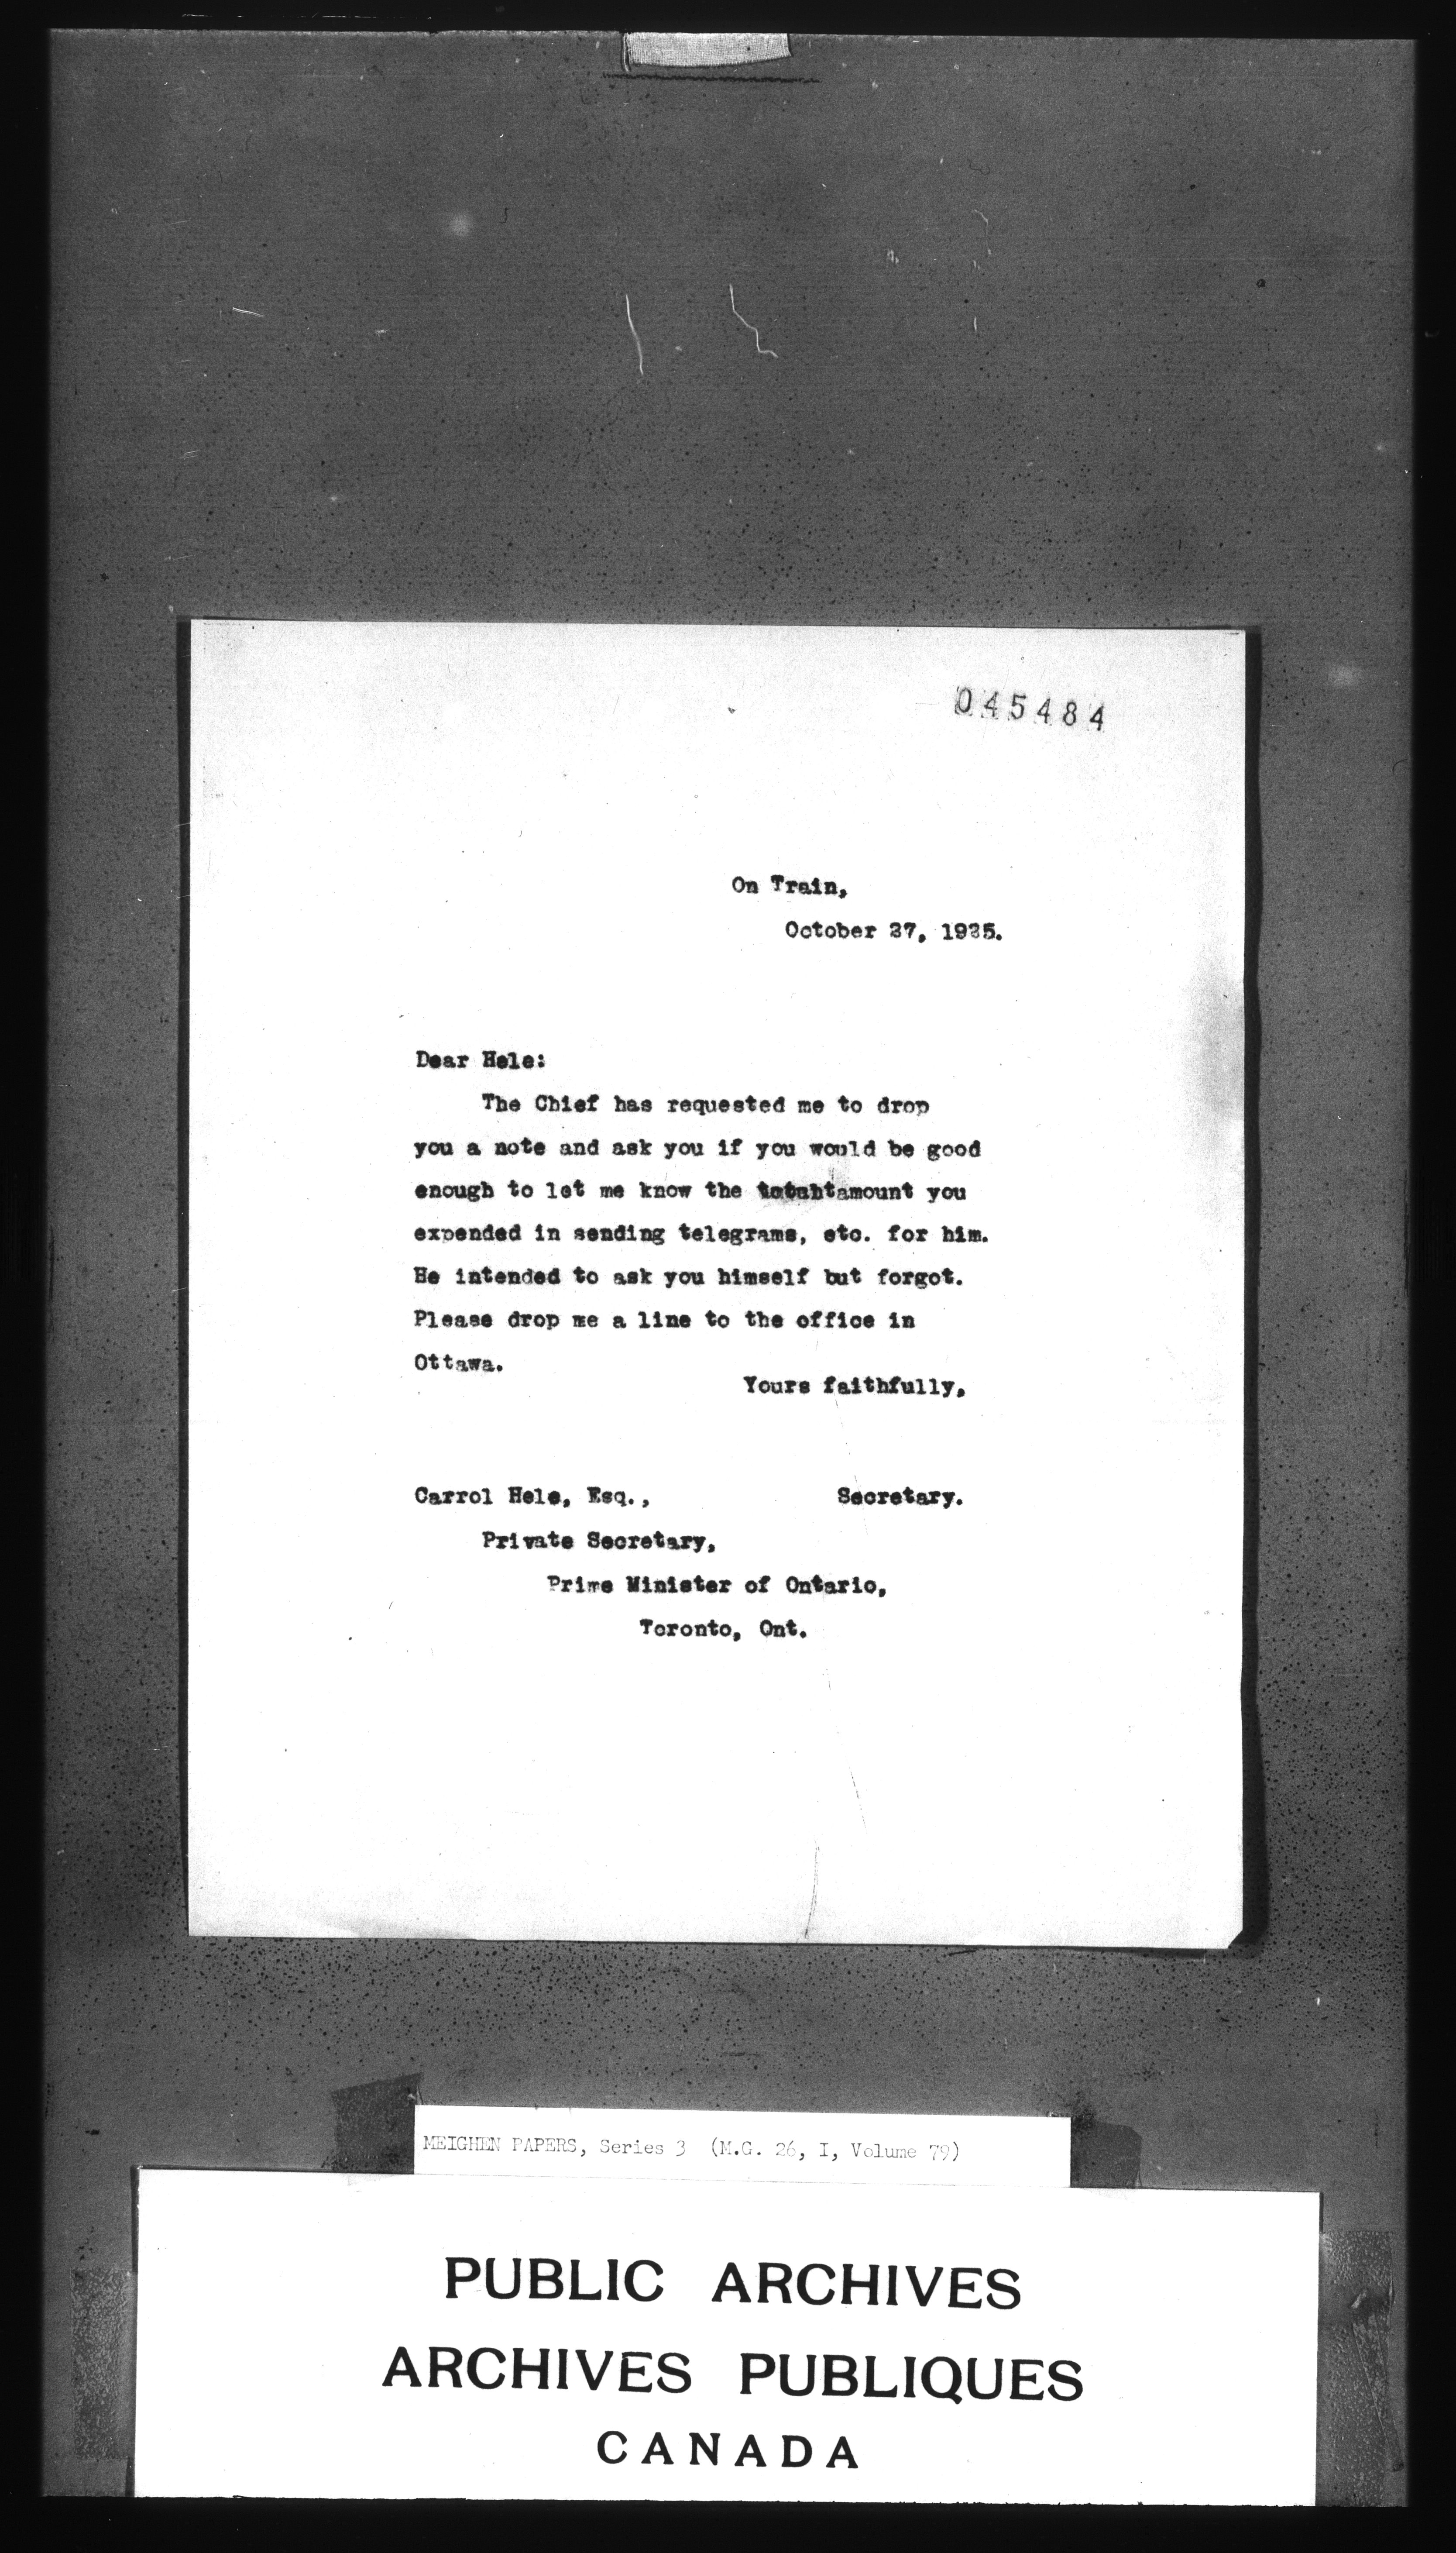 045484
On Train,
October 27, 1925.
Dear Hele:
The Chief has requested me to drop
you a note and ask you if you would be good
enough to let me know the amount you
expended in sending telegrams, etc. for him.
He intended to ask you himself but forgot.
Please drop me a line to the office in
Ottawa.
Yours faithfully,
Carrol Hele, Esq., Secretary.
Private Secretary,
Prime Minister of Ontario,
Toronto, Ont.
MEIGHEN PAPERS, Series 3 (M.G. 26, I, Volume 79)
PUBLIC ARCHIVES
ARCHIVES PUBLIQUES
CANADA